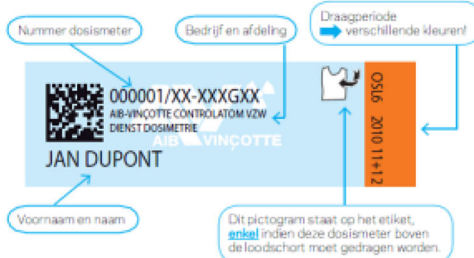 Nummer dosismeter
Bedrijf en afdeling
Draagperiode
verschillende kleuren!
000001/XX-XXXGXX
AIB-VINÇOTTE CONTROLATOM VZW
DIENST DOSIMETRIE
AIB VINÇOTTE
JAN DUPONT
OSL6 2010 11+12
Voornaam en naam
Dit pictogram staat op het etiket,
enkel indien deze dosismeter boven
de loodschort moet gedragen worden.